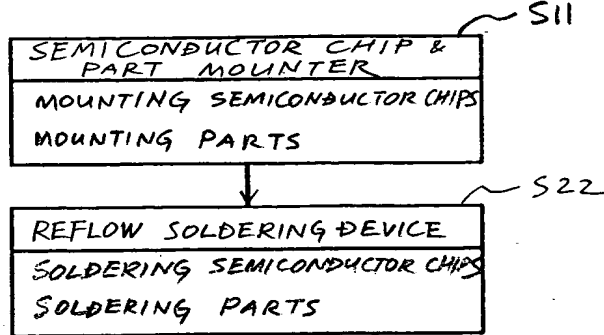 S11
SEMICONDUCTOR CHIP &
PART MOUNTER
MOUNTING SEMICONDUCTOR CHIPS
MOUNTING PARTS
S22
REFLOW SOLDERING DEVICE
SOLDERING SEMICONDUCTOR CHIPS
SOLDERING PARTS